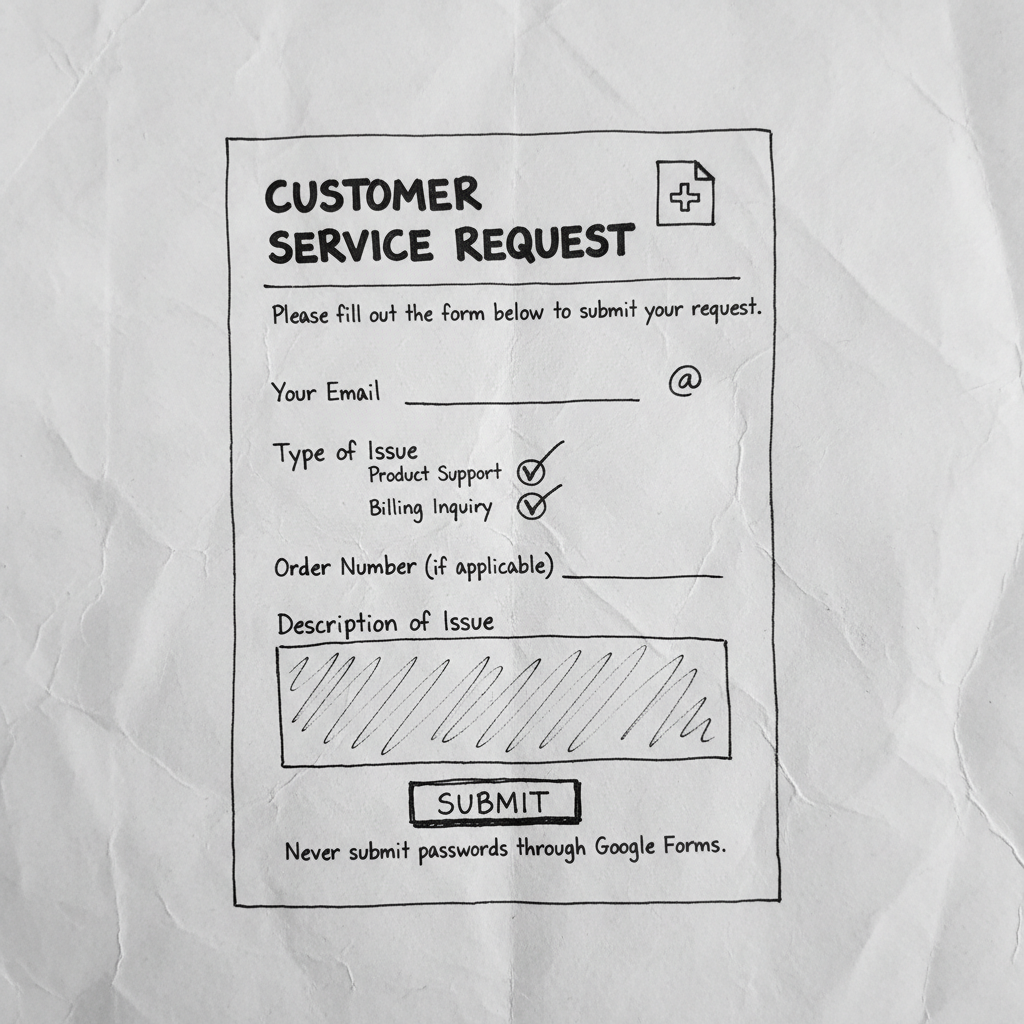 CUSTOMER
SERVICE REQUEST
Please fill out the form below to submit your request.
Your Email @
Type of Issue
Product Support
Billing Inquiry
Order Number (if applicable)
Description of Issue
SUBMIT
Never submit passwords through Google Forms.